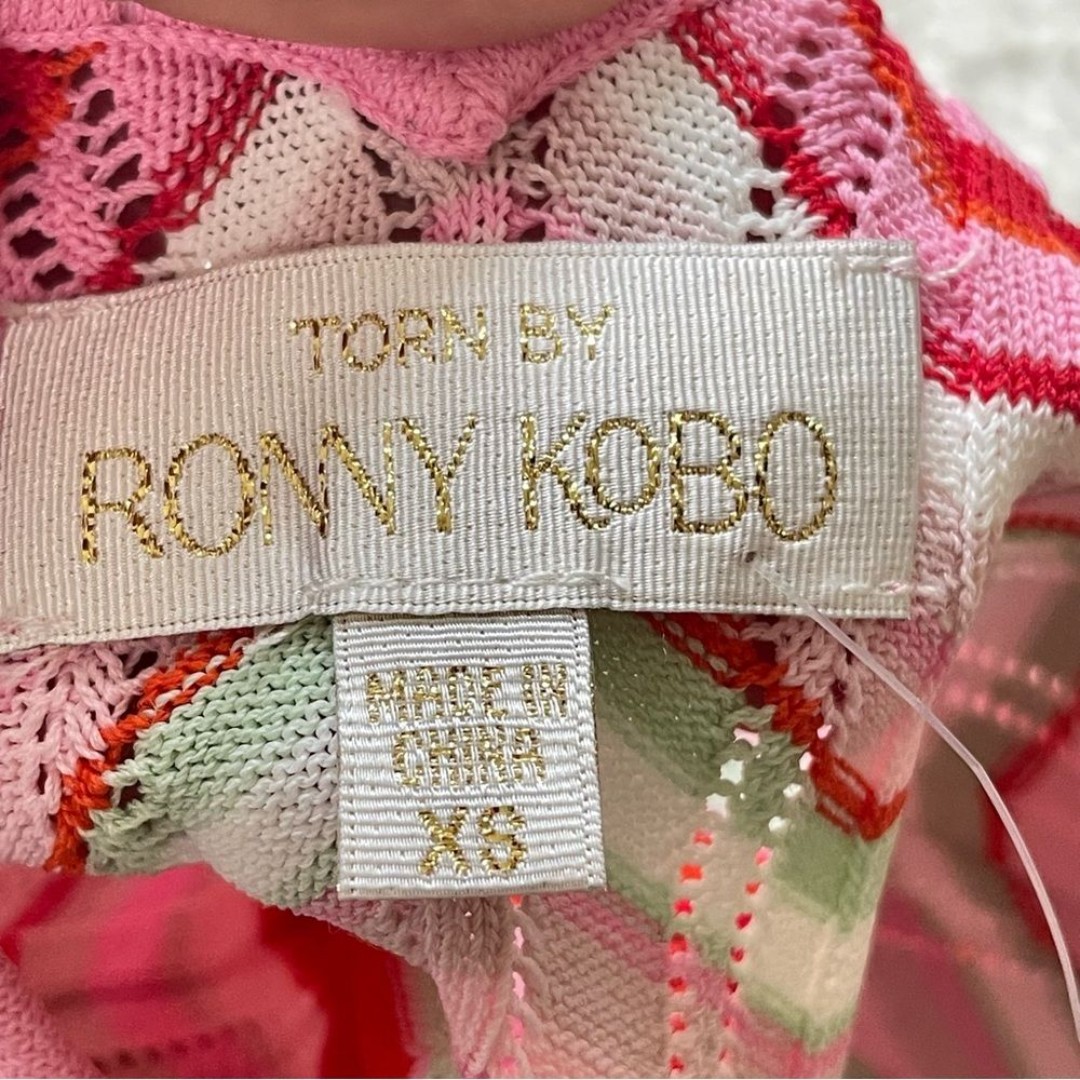 TORN BY
RONNY KOBO
MADE IN
CHINA
XS